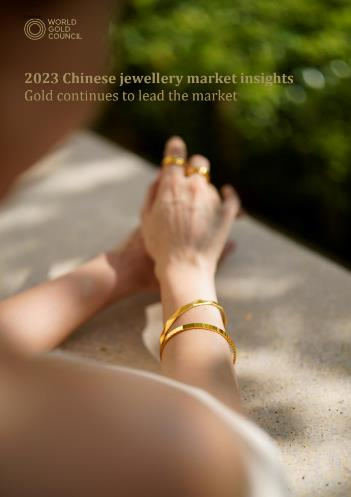 WORLD
GOLD
COUNCIL
2023 Chinese jewellery market insights
Gold continues to lead the market